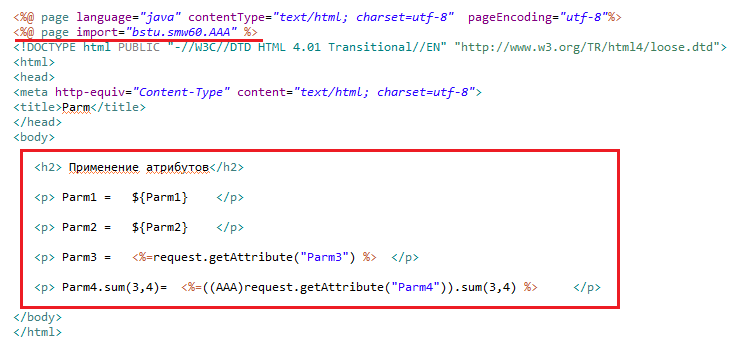 <%@ page language="java" contentType="text/html; charset=utf-8"  pageEncoding="utf-8"%>
<%@ page import="bstu.smw60.AAA" %>
<!DOCTYPE html PUBLIC "-//W3C//DTD HTML 4.01 Transitional//EN" "http://www.w3.org/TR/html4/loose.dtd">
<html>
<head>
<meta http-equiv="Content-Type" content="text/html; charset=utf-8">
<title>Parm</title>
</head>
<body>
<h2> Применение атрибутов</h2>
<p> Parm1 =   ${Parm1}    </p>
<p> Parm2 =   ${Parm2}    </p>
<p> Parm3 =   <%=request.getAttribute("Parm3") %>  </p>
<p> Parm4.sum(3,4)=  <%=((AAA)request.getAttribute("Parm4")).sum(3,4) %>     </p>
</body>
</html>